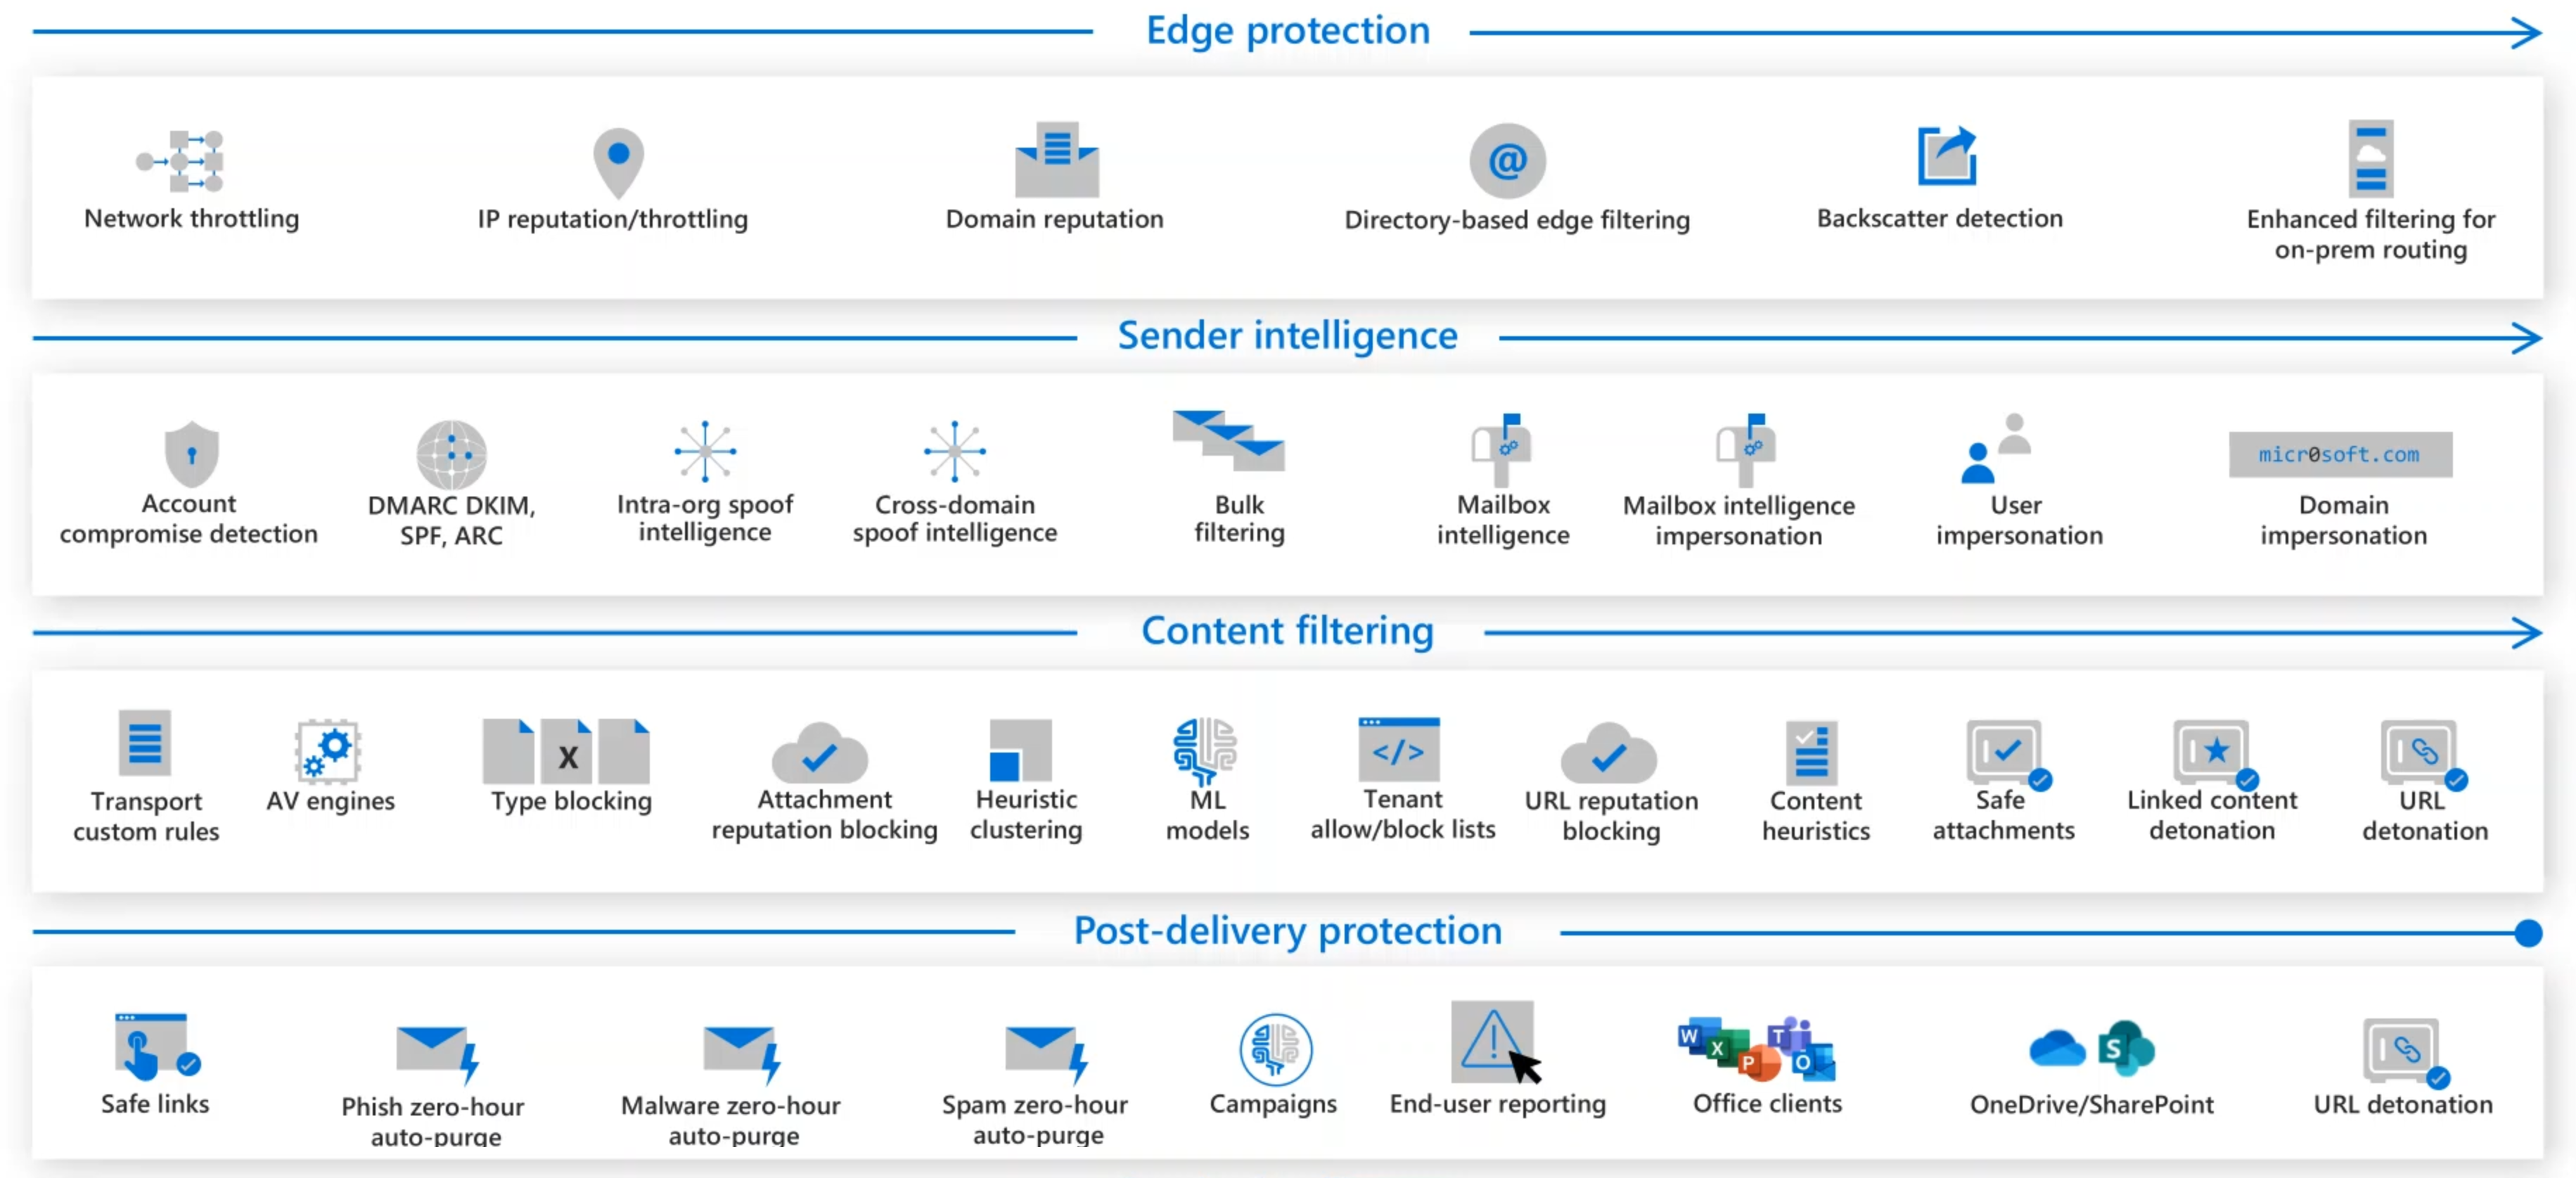 Edge protection
Network throttling
IP reputation/throttling
Domain reputation
@
Directory-based edge filtering
Backscatter detection
Enhanced filtering for
on-prem routing
Sender intelligence
Account
compromise detection
DMARC DKIM,
SPF, ARC
Intra-org spoof
intelligence
Cross-domain
spoof intelligence
Bulk
filtering
Mailbox
intelligence
Mailbox intelligence
impersonation
User
impersonation
micr0soft.com
Domain
impersonation
Content filtering
Transport
custom rules
AV engines
X
Type blocking
Attachment
reputation blocking
Heuristic
clustering
ML
models
</>
Tenant
allow/block lists
URL reputation
blocking
Content
heuristics
Safe
attachments
Linked content
detonation
URL
detonation
Post-delivery protection
Safe links
Phish zero-hour
auto-purge
Malware zero-hour
auto-purge
Spam zero-hour
auto-purge
Campaigns
End-user reporting
W
X
P
T
O
Office clients
S
OneDrive/SharePoint
URL detonation